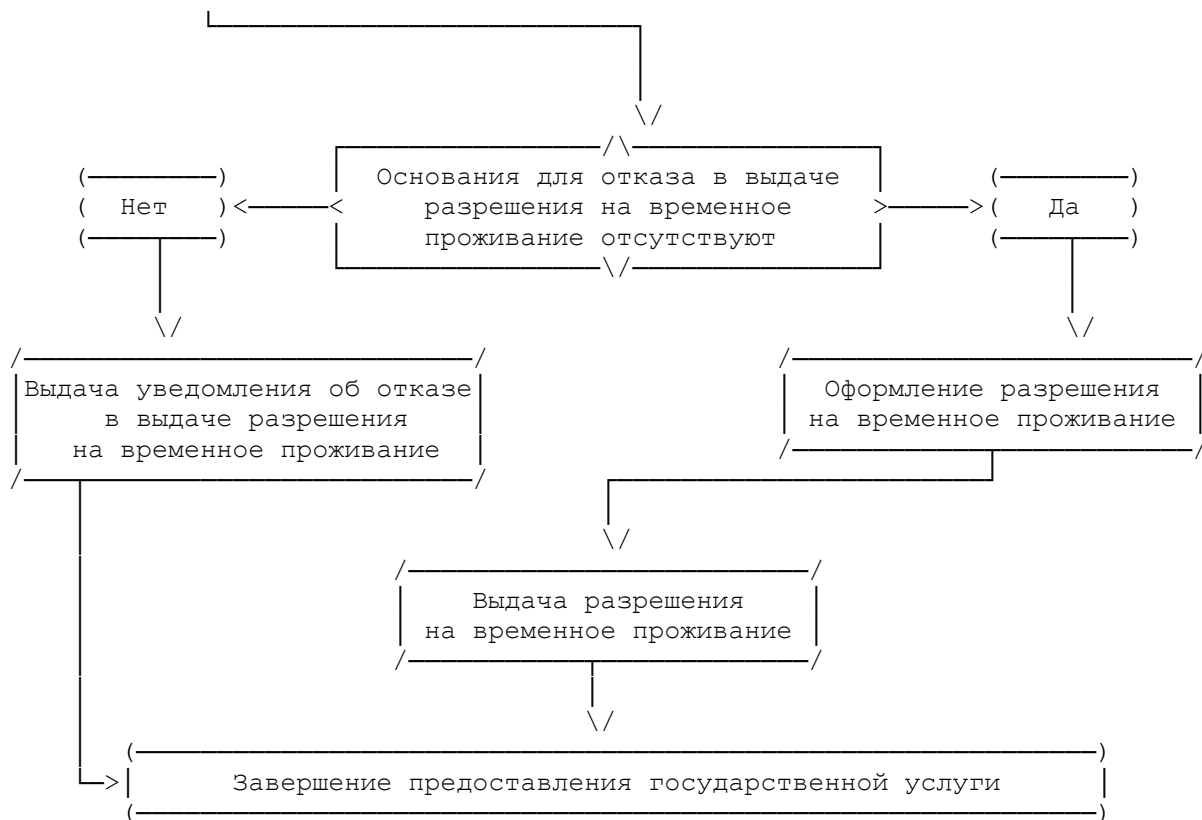 Основания для отказа в выдаче
разрешения на временное
проживание отсутствуют
Нет
Да
Выдача уведомления об отказе
в выдаче разрешения
на временное проживание
Оформление разрешения
на временное проживание
Выдача разрешения
на временное проживание
Завершение предоставления государственной услуги